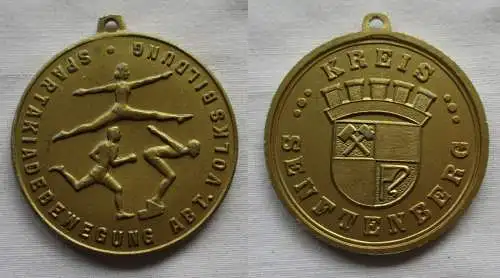 SPARTAKIADEBEWEGUNG ABT. VOLKSBILDUNG
KREIS
SENFTENBERG